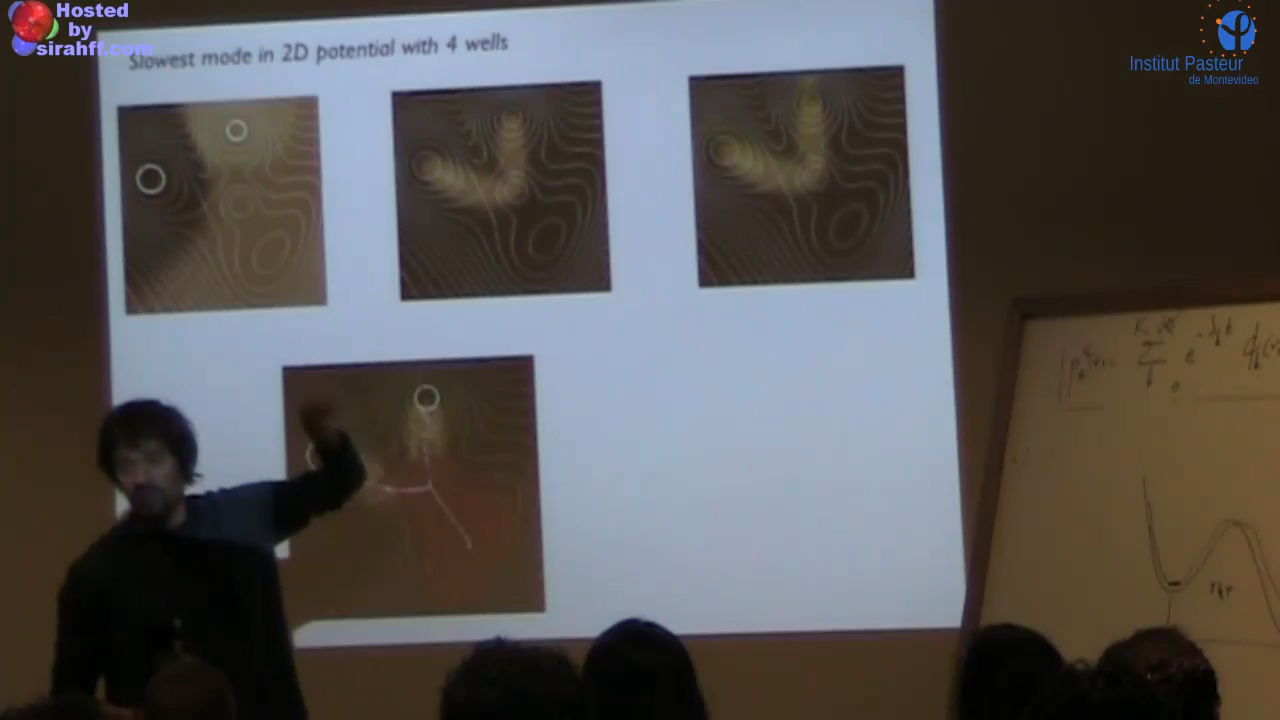 Hosted
by
sirahff.com
Slowest mode in 2D potential with 4 wells
Institut Pasteur
de Montevideo